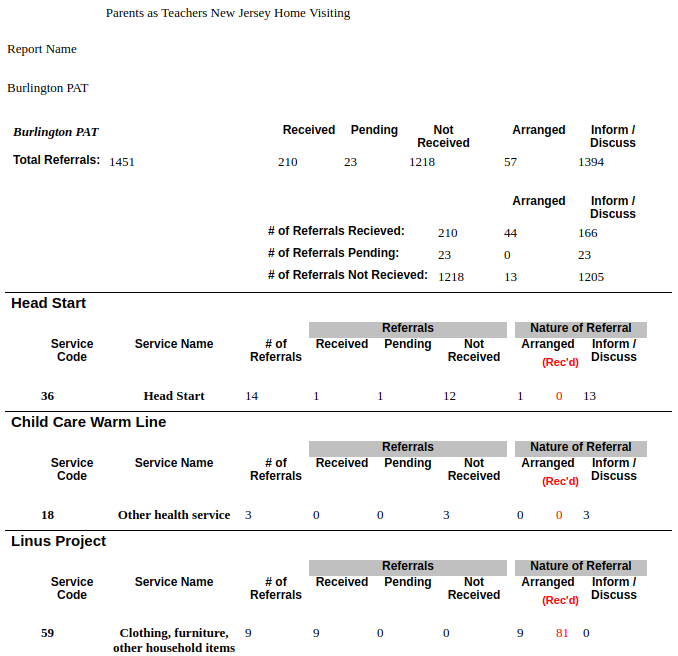 Parents as Teachers New Jersey Home Visiting
Report Name
Burlington PAT
Burlington PAT Received Pending Not Received Arranged Inform / Discuss
Total Referrals: 1451 210 23 1218 57 1394
Arranged Inform / Discuss
# of Referrals Recieved: 210 44 166
# of Referrals Pending: 23 0 23
# of Referrals Not Recieved: 1218 13 1205
Head Start
Referrals Nature of Referral
Service Code Service Name # of Referrals Received Pending Not Received Arranged (Rec'd) Inform / Discuss
36 Head Start 14 1 1 12 1 0 13
Child Care Warm Line
Referrals Nature of Referral
Service Code Service Name # of Referrals Received Pending Not Received Arranged (Rec'd) Inform / Discuss
18 Other health service 3 0 0 3 0 0 3
Linus Project
Referrals Nature of Referral
Service Code Service Name # of Referrals Received Pending Not Received Arranged (Rec'd) Inform / Discuss
59 Clothing, furniture, other household items 9 9 0 0 9 81 0